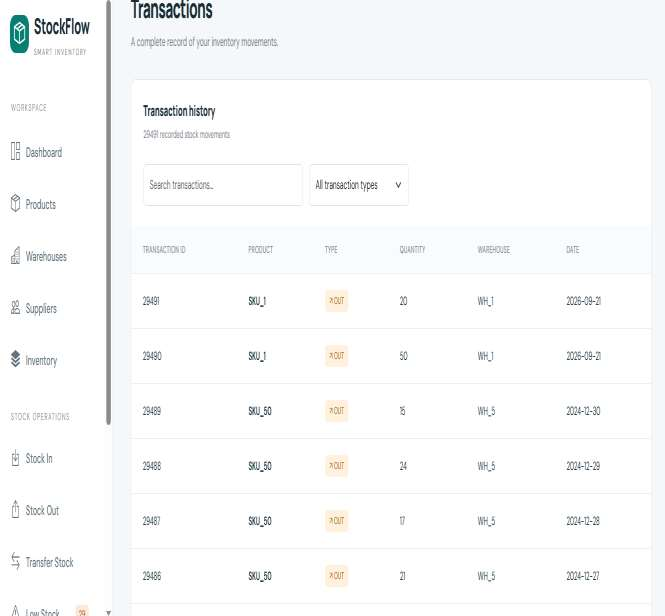 StockFlow
SMART INVENTORY
WORKSPACE
Dashboard
Products
Warehouses
Suppliers
Inventory
STOCK OPERATIONS
Stock In
Stock Out
Transfer Stock
Low Stock 29
Transactions
A complete record of your inventory movements.
Transaction history
29491 recorded stock movements
Search transactions...
All transaction types
TRANSACTION ID PRODUCT TYPE QUANTITY WAREHOUSE DATE
29491 SKU_1 OUT 20 WH_1 2026-09-21
29490 SKU_1 OUT 50 WH_1 2026-09-21
29489 SKU_50 OUT 15 WH_5 2024-12-30
29488 SKU_50 OUT 24 WH_5 2024-12-29
29487 SKU_50 OUT 17 WH_5 2024-12-28
29486 SKU_50 OUT 21 WH_5 2024-12-27